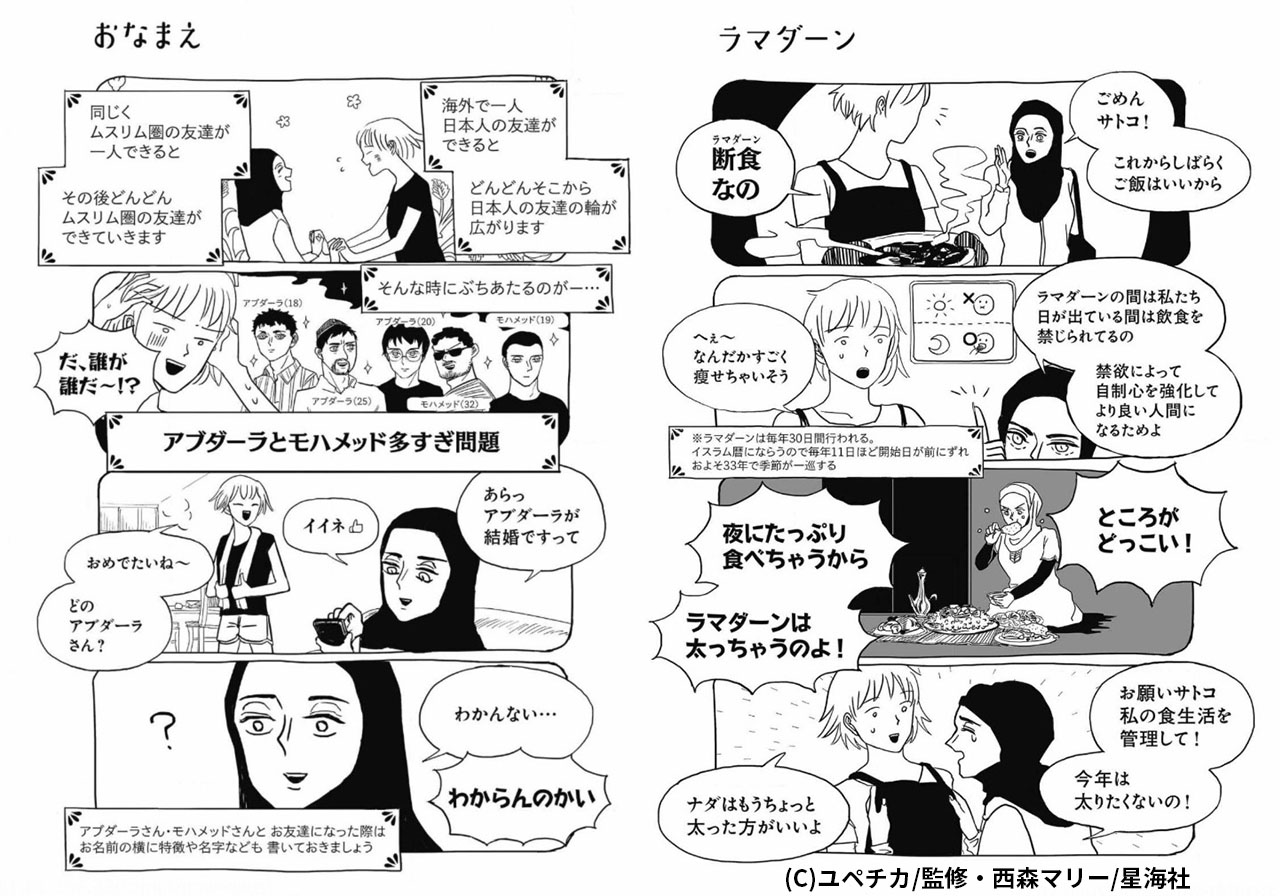 ラマダーン
ごめん
サトコ！
これからしばらく
ご飯はいいから
ラマダーン
断食
なの
ラマダーンの間は私たち
日が出ている間は飲食を
禁じられてるの
禁欲によって
自制心を強化して
より良い人間に
なるためよ
へぇ〜
なんだかすごく
痩せちゃいそう
※ラマダーンは毎年30日間行われる。
イスラム暦にならうので毎年11日ほど開始日が前にずれ
およそ33年で季節が一巡する
ところが
どっこい！
夜にたっぷり
食べちゃうから
ラマダーンは
太っちゃうのよ！
お願いサトコ
私の食生活を
管理して！
今年は
太りたくないの！
ナダはもうちょっと
太った方がいいよ
おなまえ
海外で一人
日本人の友達が
できると
どんどんそこから
日本人の友達の輪が
広がります
同じく
ムスリム圏の友達が
一人できると
その後どんどん
ムスリム圏の友達が
できていきます
そんな時にぶちあたるのがー…
アブダーラ(18)
アブダーラ(25)
アブダーラ(20)
モハメッド(32)
モハメッド(19)
だ、誰が
誰だ〜!?
アブダーラとモハメッド多すぎ問題
あらっ
アブダーラが
結婚ですって
イイネ
おめでたいね〜
どの
アブダーラ
さん？
？
わかんない…
わからんのかい
アブダーラさん・モハメッドさんと お友達になった際は
お名前の横に特徴や名字なども 書いておきましょう
(C)ユペチカ/監修・西森マリー/星海社